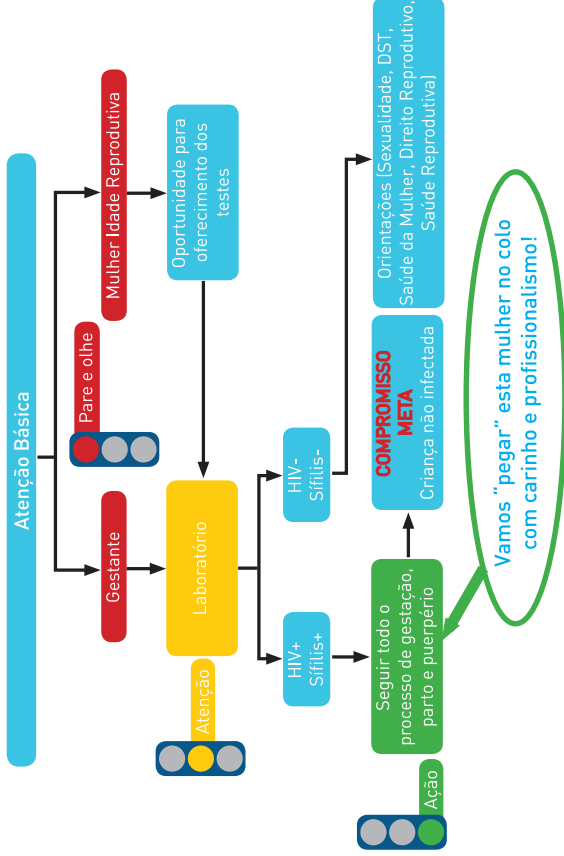 Atenção Básica
Pare e olhe
Gestante
Mulher Idade Reprodutiva
Atenção
Laboratório
Oportunidade para
oferecimento dos
testes
HIV+
Sífilis+
HIV-
Sífilis-
Ação
Seguir todo o
processo de gestação,
parto e puerpério
COMPROMISSO
META
Criança não infectada
Orientações (Sexualidade, DST,
Saúde da Mulher, Direito Reprodutivo,
Saúde Reprodutiva)
Vamos “pegar” esta mulher no colo
com carinho e profissionalismo!